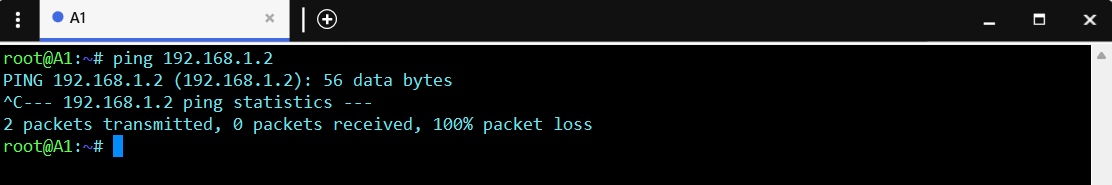 A1
root@A1:~# ping 192.168.1.2
PING 192.168.1.2 (192.168.1.2): 56 data bytes
^C--- 192.168.1.2 ping statistics ---
2 packets transmitted, 0 packets received, 100% packet loss
root@A1:~#